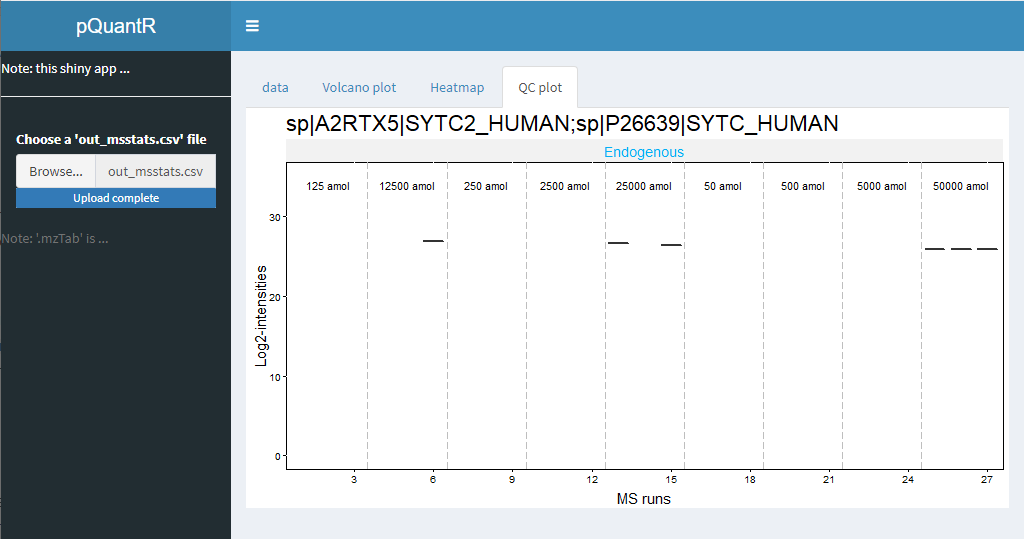 pQuantR
Note: this shiny app ...
Choose a 'out_msstats.csv' file
Browse... out_msstats.csv
Upload complete
Note: '.mzTab' is ...
data Volcano plot Heatmap QC plot
sp|A2RTX5|SYTC2_HUMAN;sp|P26639|SYTC_HUMAN
Endogenous
125 amol 12500 amol 250 amol 2500 amol 25000 amol 50 amol 500 amol 5000 amol 50000 amol
30
20
10
0
Log2-intensities
3 6 9 12 15 18 21 24 27
MS runs